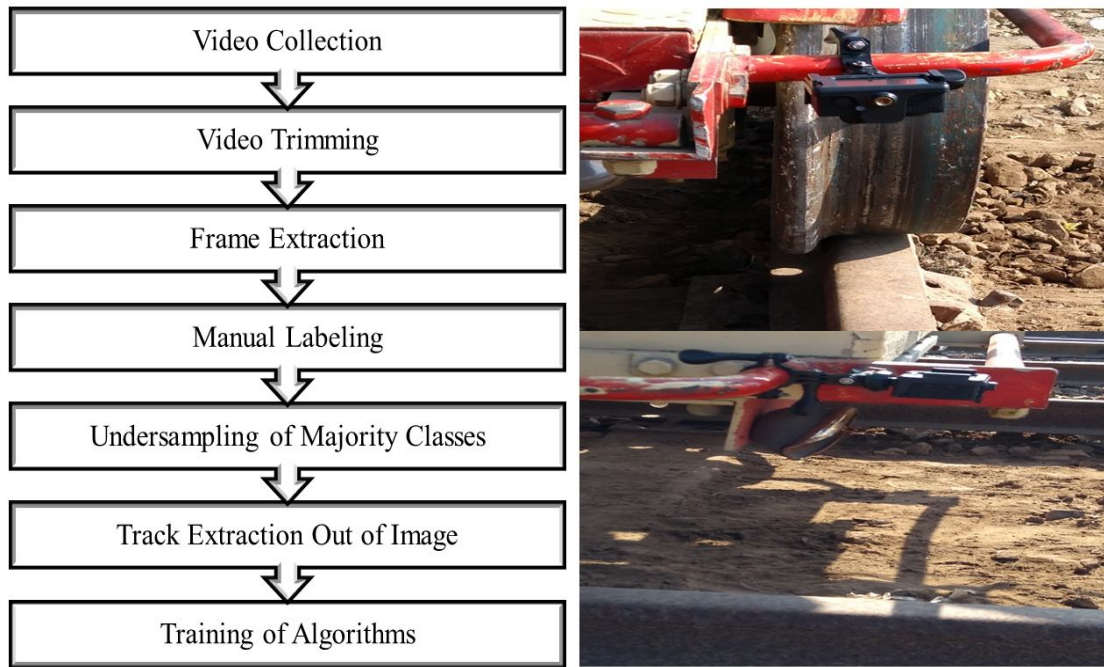 Video Collection
Video Trimming
Frame Extraction
Manual Labeling
Undersampling of Majority Classes
Track Extraction Out of Image
Training of Algorithms